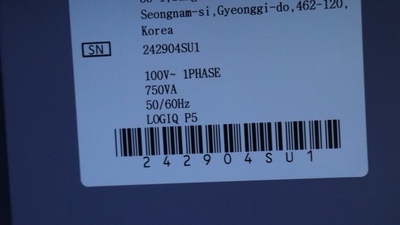 Seongnam-si,Gyeonggi-do,462-120,
Korea
SN 242904SU1
100V~ 1PHASE
750VA
50/60Hz
LOGIQ P5
242904SU1